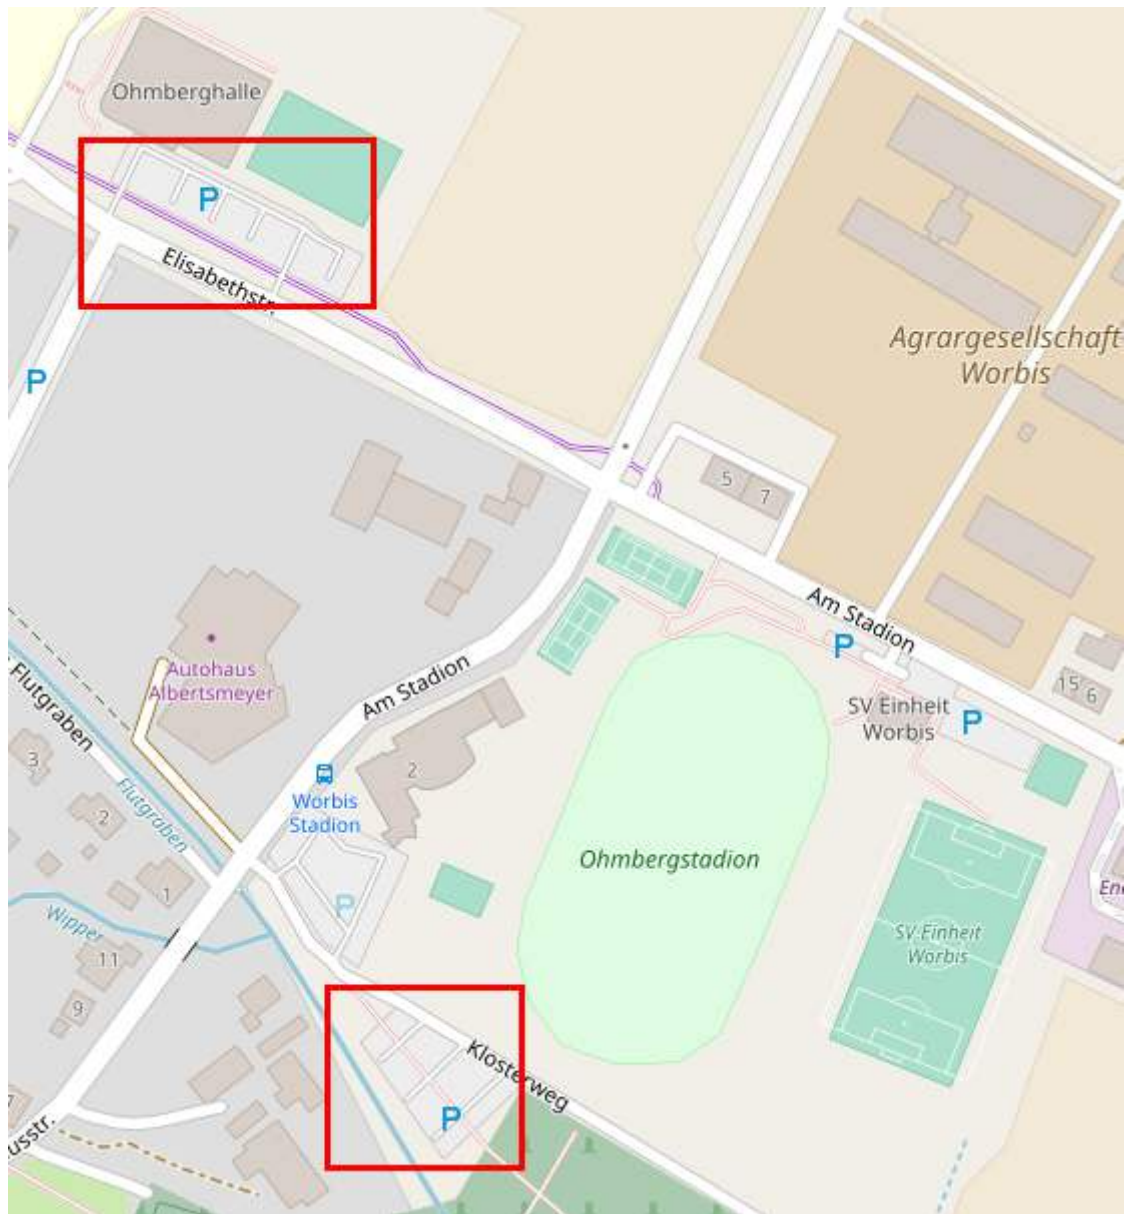 Ohmberghalle
P
Elisabethstr.
Agrargesellschaft
Worbis
P
5
7
Am Stadion
P
15
6
SV Einheit
Worbis
P
Autohaus
Albertsmeyer
Am Stadion
Flutgraben
3
2
Worbis
Stadion
2
Flutgraben
Ohmbergstadion
1
P
Wipper
SV Einheit
Worbis
11
9
Klosterweg
P
usstr.